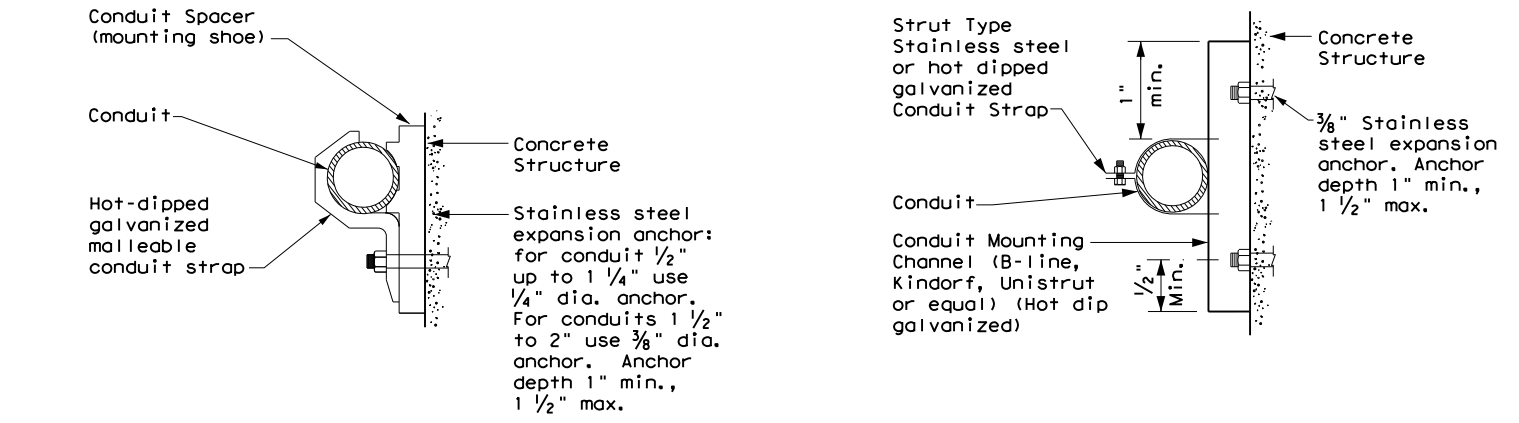 Conduit Spacer
(mounting shoe)
Conduit
Hot-dipped
galvanized
malleable
conduit strap
Concrete
Structure
Stainless steel
expansion anchor:
for conduit 1/2"
up to 1 1/4" use
1/4" dia. anchor.
For conduits 1 1/2"
to 2" use 3/8" dia.
anchor. Anchor
depth 1" min.,
1 1/2" max.
Strut Type
Stainless steel
or hot dipped
galvanized
Conduit Strap
1"
min.
Conduit
Conduit Mounting
Channel (B-line,
Kindorf, Unistrut
or equal) (Hot dip
galvanized)
1/2"
Min.
Concrete
Structure
3/8" Stainless
steel expansion
anchor. Anchor
depth 1" min.,
1 1/2" max.